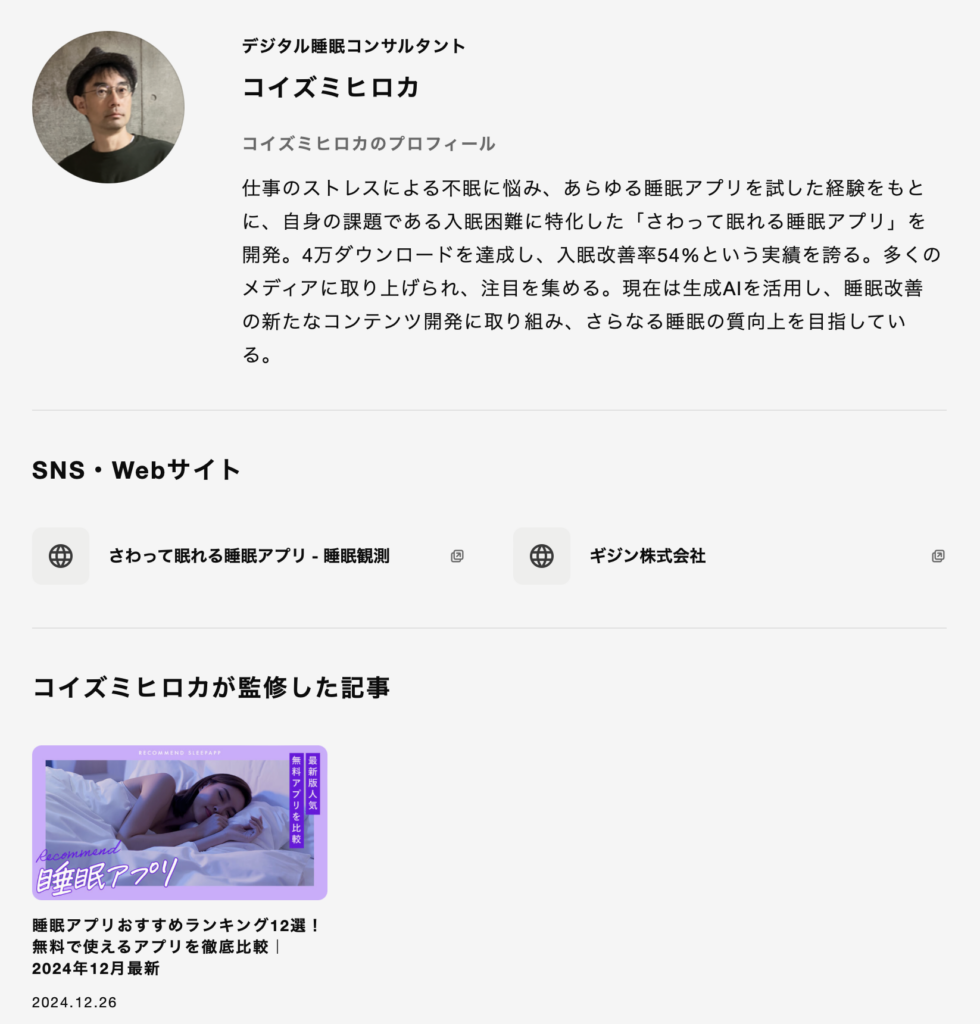 デジタル睡眠コンサルタント
コイズミヒロカ
コイズミヒロカのプロフィール
仕事のストレスによる不眠に悩み、あらゆる睡眠アプリを試した経験をもと
に、自身の課題である入眠困難に特化した「さわって眠れる睡眠アプリ」を
開発。4万ダウンロードを達成し、入眠改善率54%という実績を誇る。多くの
メディアに取り上げられ、注目を集める。現在は生成AIを活用し、睡眠改善
の新たなコンテンツ開発に取り組み、さらなる睡眠の質向上を目指してい
る。
SNS・Webサイト
さわって眠れる睡眠アプリ - 睡眠観測
ギジン株式会社
コイズミヒロカが監修した記事
RECOMMEND SLEEPAPP
最新版人気
無料アプリを比較
Recommend
睡眠アプリ
睡眠アプリおすすめランキング12選！
無料で使えるアプリを徹底比較｜
2024年12月最新
2024.12.26